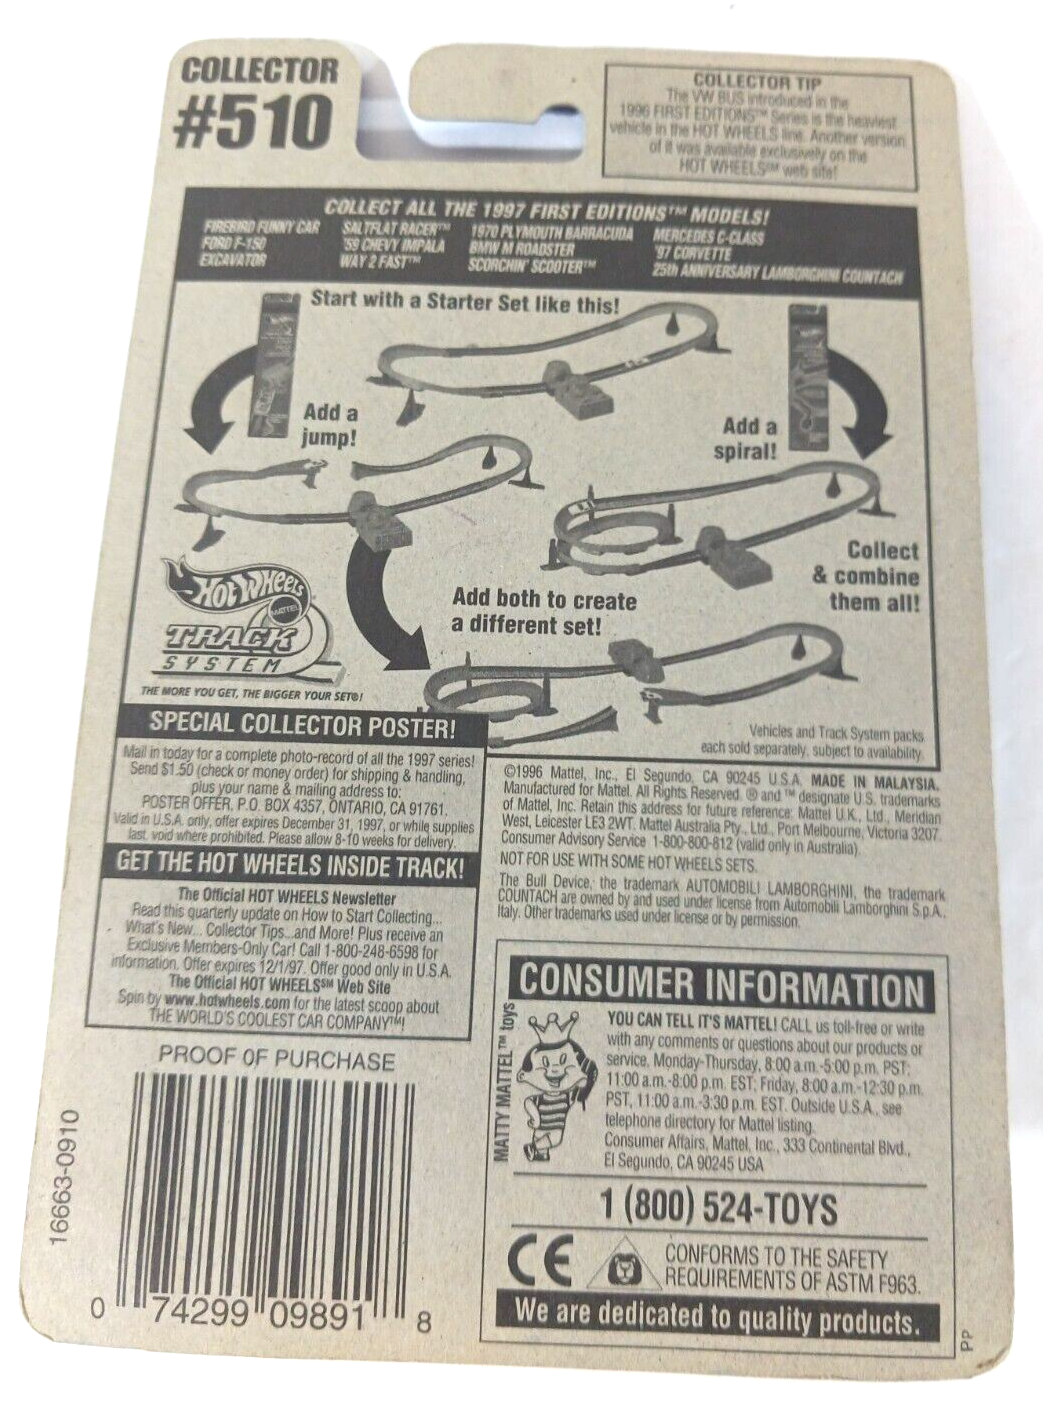 COLLECTOR
#510
COLLECTOR TIP
The VW BUS introduced in the
1996 FIRST EDITIONS™ Series is the heaviest
vehicle in the HOT WHEELS line. Another version
of it was available exclusively on the
HOT WHEELS℠ web site!
COLLECT ALL THE 1997 FIRST EDITIONS™ MODELS!
FIREBIRD FUNNY CAR
FORD F-150
EXCAVATOR
SALTFLAT RACER™
'59 CHEVY IMPALA
WAY 2 FAST™
1970 PLYMOUTH BARRACUDA
BMW M ROADSTER
SCORCHIN' SCOOTER™
MERCEDES C-CLASS
'97 CORVETTE
25th ANNIVERSARY LAMBORGHINI COUNTACH
Start with a Starter Set like this!
Add a
jump!
Add a
spiral!
Collect
& combine
them all!
Add both to create
a different set!
HOT WHEELS
MATTEL
TRACK
SYSTEM
THE MORE YOU GET, THE BIGGER YOUR SET®!
Vehicles and Track System packs
each sold separately, subject to availability.
SPECIAL COLLECTOR POSTER!
Mail in today for a complete photo-record of all the 1997 series!
Send $1.50 (check or money order) for shipping & handling,
plus your name & mailing address to:
POSTER OFFER, P.O. BOX 4357, ONTARIO, CA 91761.
Valid in U.S.A. only, offer expires December 31, 1997, or while supplies
last. void where prohibited. Please allow 8-10 weeks for delivery.
GET THE HOT WHEELS INSIDE TRACK!
The Official HOT WHEELS Newsletter
Read this quarterly update on How to Start Collecting...
What's New... Collector Tips...and More! Plus receive an
Exclusive Members-Only Car! Call 1-800-248-6598 for
information. Offer expires 12/1/97. Offer good only in U.S.A.
The Official HOT WHEELS℠ Web Site
Spin by www.hotwheels.com for the latest scoop about
THE WORLD'S COOLEST CAR COMPANY™!
©1996 Mattel, Inc., El Segundo, CA 90245 U.S.A. MADE IN MALAYSIA.
Manufactured for Mattel. All Rights Reserved. ® and ™ designate U.S. trademarks
of Mattel, Inc. Retain this address for future reference: Mattel U.K., Ltd., Meridian
West, Leicester LE3 2WT. Mattel Australia Pty., Ltd., Port Melbourne, Victoria 3207.
Consumer Advisory Service 1-800-800-812 (valid only in Australia).
NOT FOR USE WITH SOME HOT WHEELS SETS.
The Bull Device, the trademark AUTOMOBILI LAMBORGHINI, the trademark
COUNTACH are owned by and used under license from Automobili Lamborghini S.p.A.,
Italy. Other trademarks used under license or by permission.
CONSUMER INFORMATION
MATTY MATTEL™ toys
YOU CAN TELL IT'S MATTEL! CALL us toll-free or write
with any comments or questions about our products or
service. Monday-Thursday, 8:00 a.m.-5:00 p.m. PST;
11:00 a.m.-8:00 p.m. EST; Friday, 8:00 a.m.-12:30 p.m.
PST, 11:00 a.m.-3:30 p.m. EST. Outside U.S.A., see
telephone directory for Mattel listing.
Consumer Affairs, Mattel, Inc., 333 Continental Blvd.,
El Segundo, CA 90245 USA
1 (800) 524-TOYS
CE
CONFORMS TO THE SAFETY
REQUIREMENTS OF ASTM F963.
We are dedicated to quality products.
PP
PROOF OF PURCHASE
16663-0910
0 74299 09891 8